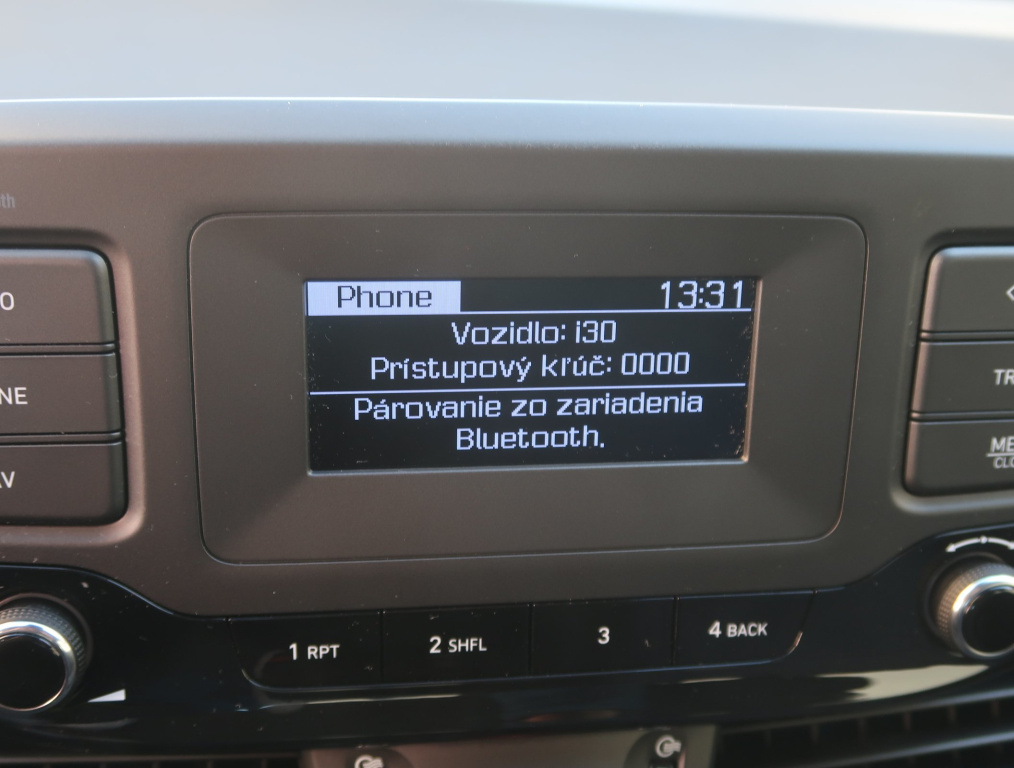 Phone 13:31
Vozidlo: i30
Prístupový kľúč: 0000
Párovanie zo zariadenia
Bluetooth.
1 RPT 2 SHFL 3 4 BACK